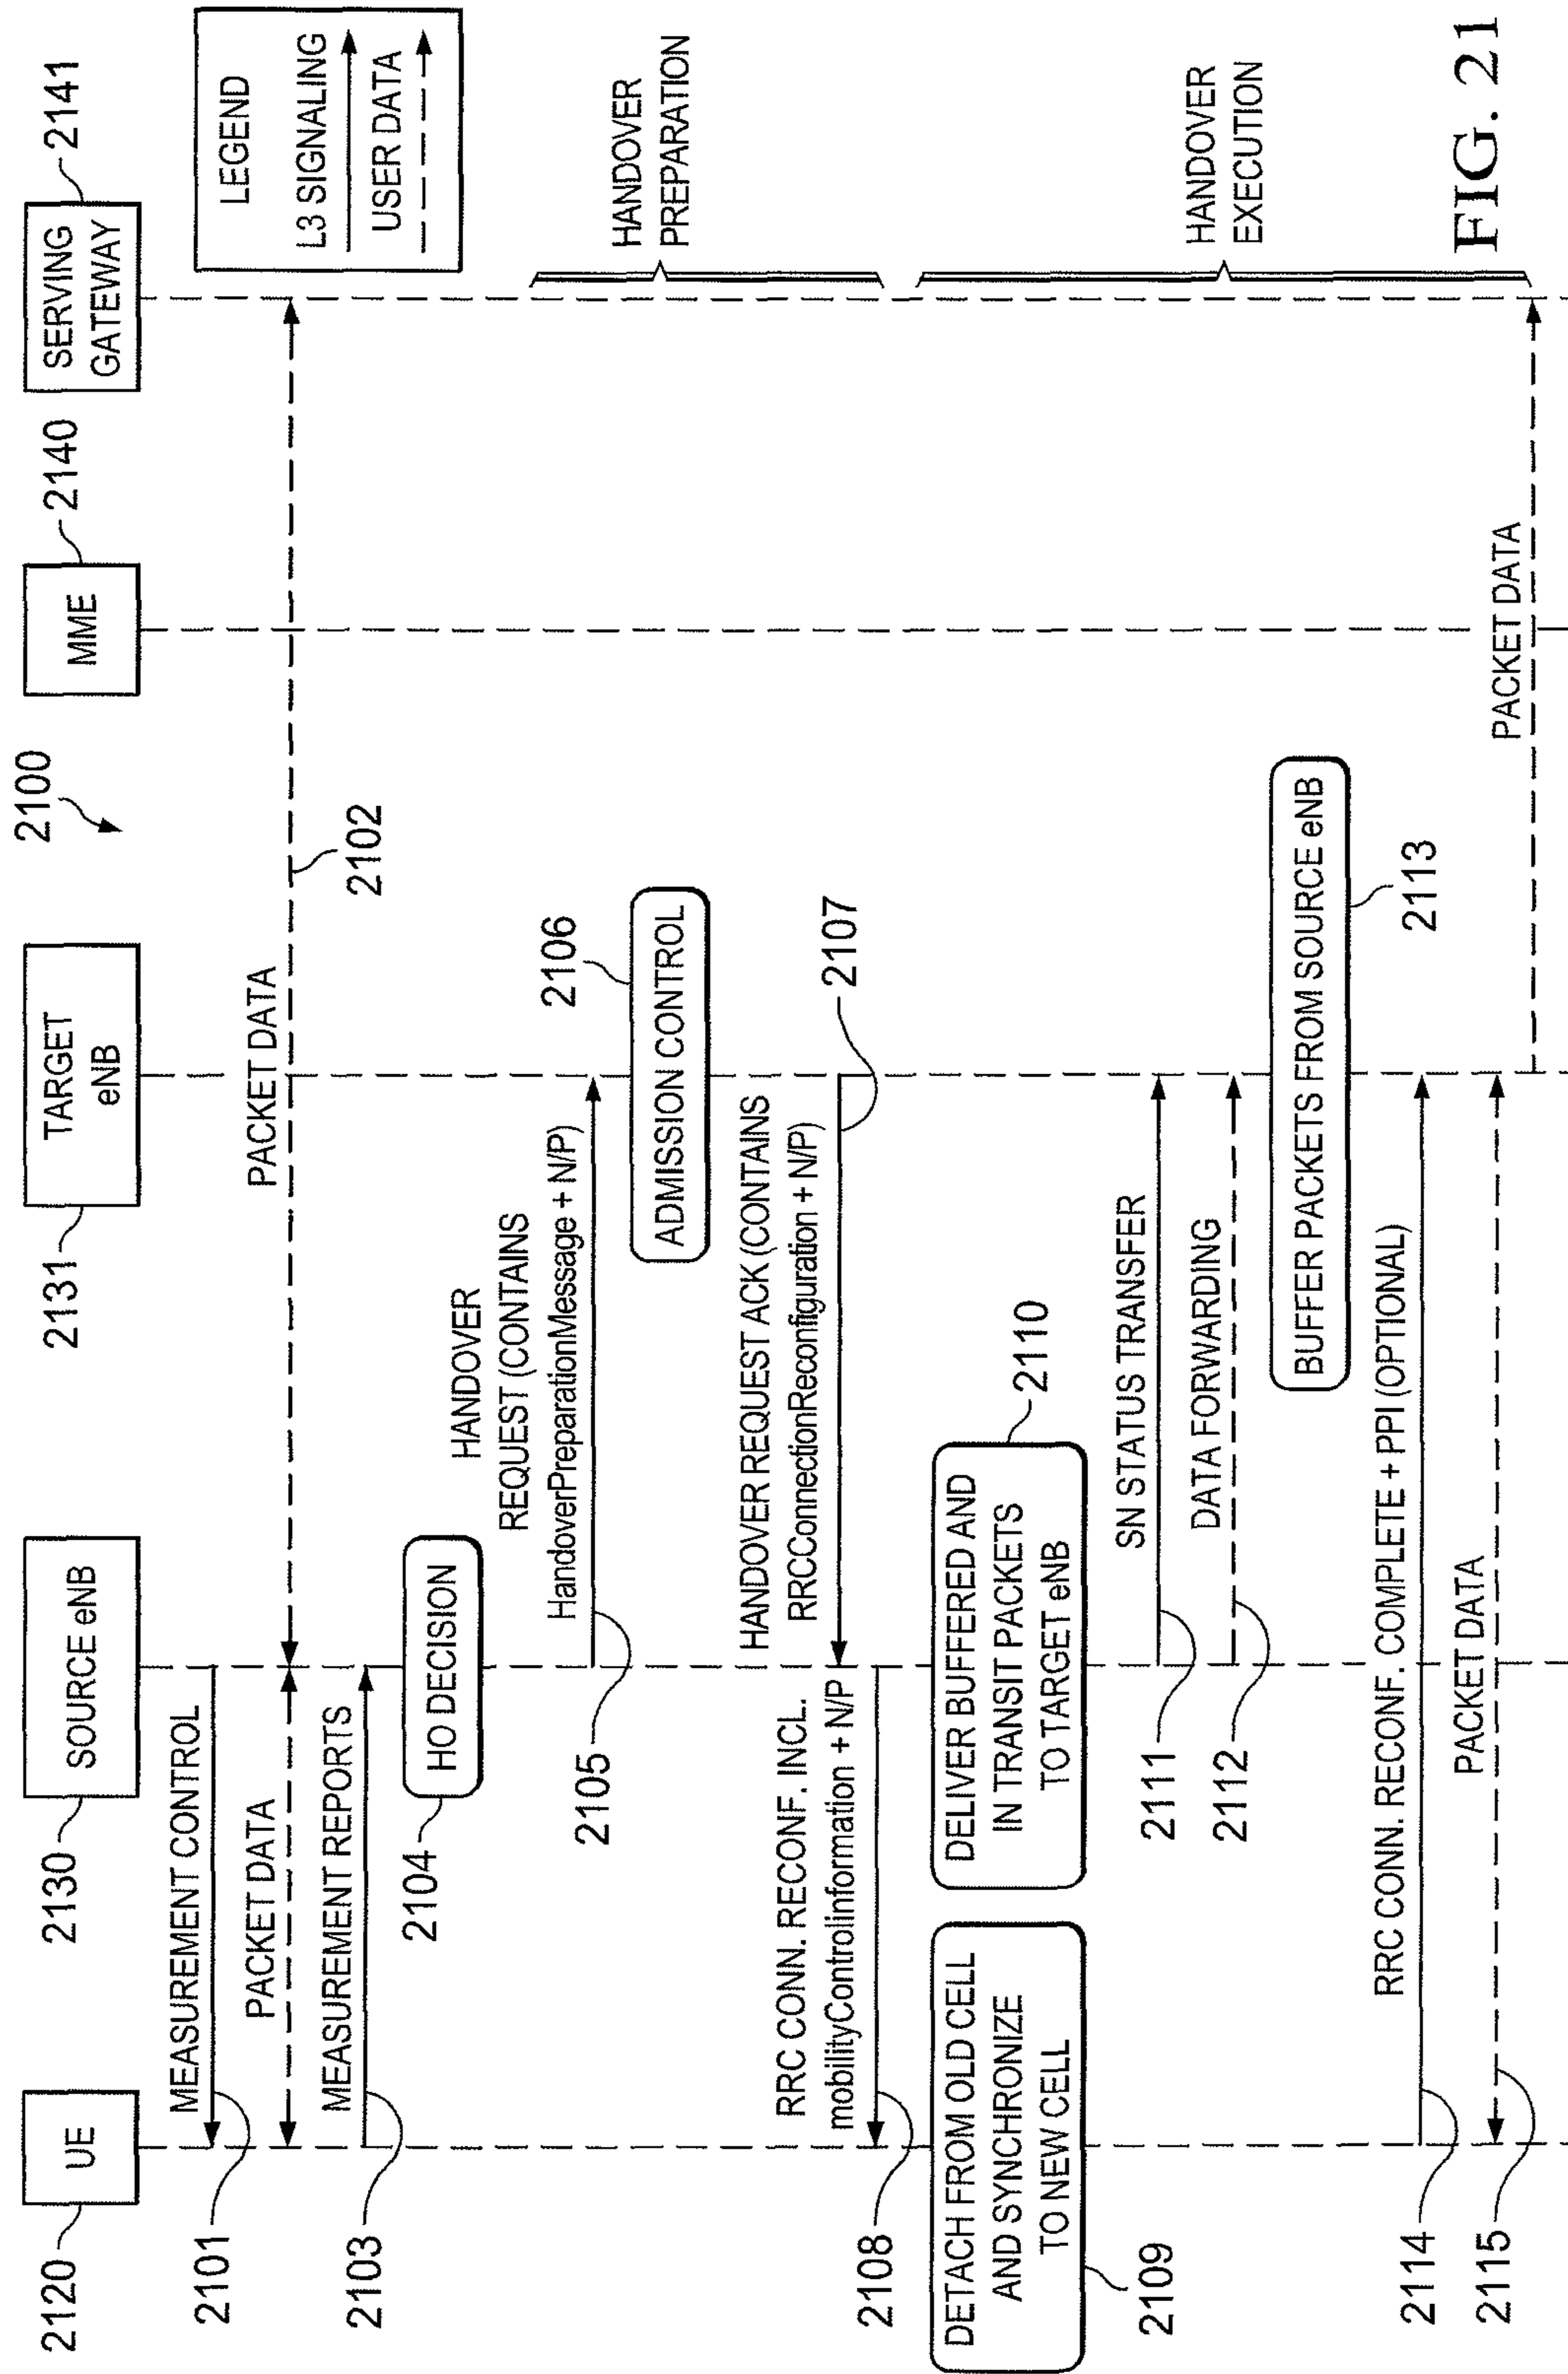 2100
UE
2120
SOURCE eNB
2130
TARGET
eNB
2131
MME
2140
SERVING
GATEWAY
2141
LEGEND
L3 SIGNALING
USER DATA
MEASUREMENT CONTROL
2101
PACKET DATA
PACKET DATA
2102
MEASUREMENT REPORTS
2103
HO DECISION
2104
HANDOVER
REQUEST (CONTAINS
HandoverPreparationMessage + N/P)
2105
ADMISSION CONTROL
2106
HANDOVER REQUEST ACK (CONTAINS
RRCConnectionReconfiguration + N/P)
2107
HANDOVER
PREPARATION
RRC CONN. RECONF. INCL.
mobilityControlinformation + N/P
2108
DETACH FROM OLD CELL
AND SYNCHRONIZE
TO NEW CELL
2109
DELIVER BUFFERED AND
IN TRANSIT PACKETS
TO TARGET eNB
2110
SN STATUS TRANSFER
2111
DATA FORWARDING
2112
BUFFER PACKETS FROM SOURCE eNB
2113
HANDOVER
EXECUTION
RRC CONN. RECONF. COMPLETE + PPI (OPTIONAL)
2114
PACKET DATA
2115
PACKET DATA
FIG. 21